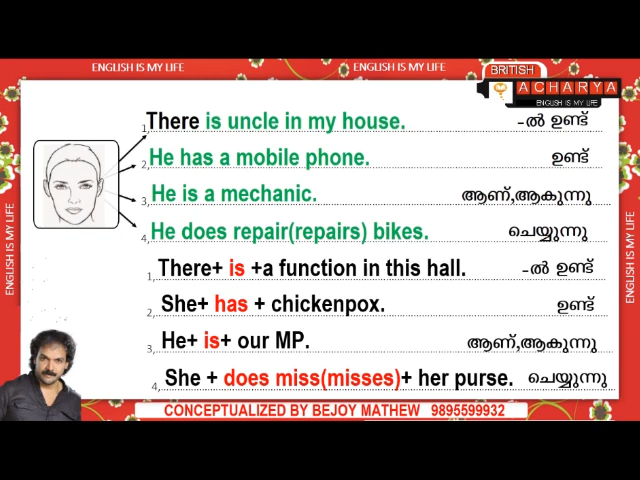 ENGLISH IS MY LIFE
ENGLISH IS MY LIFE
BRITISH
ACHARYA
ENGLISH IS MY LIFE
1, There is uncle in my house. -ൽ ഉണ്ട്
2, He has a mobile phone. ഉണ്ട്
3, He is a mechanic. ആണ്,ആകുന്നു
4, He does repair(repairs) bikes. ചെയ്യുന്നു
1, There+ is +a function in this hall. -ൽ ഉണ്ട്
2, She+ has + chickenpox. ഉണ്ട്
3, He+ is+ our MP. ആണ്,ആകുന്നു
4, She + does miss(misses)+ her purse. ചെയ്യുന്നു
ENGLISH IS MY LIFE
ENGLISH IS MY LIFE
CONCEPTUALIZED BY BEJOY MATHEW 9895599932